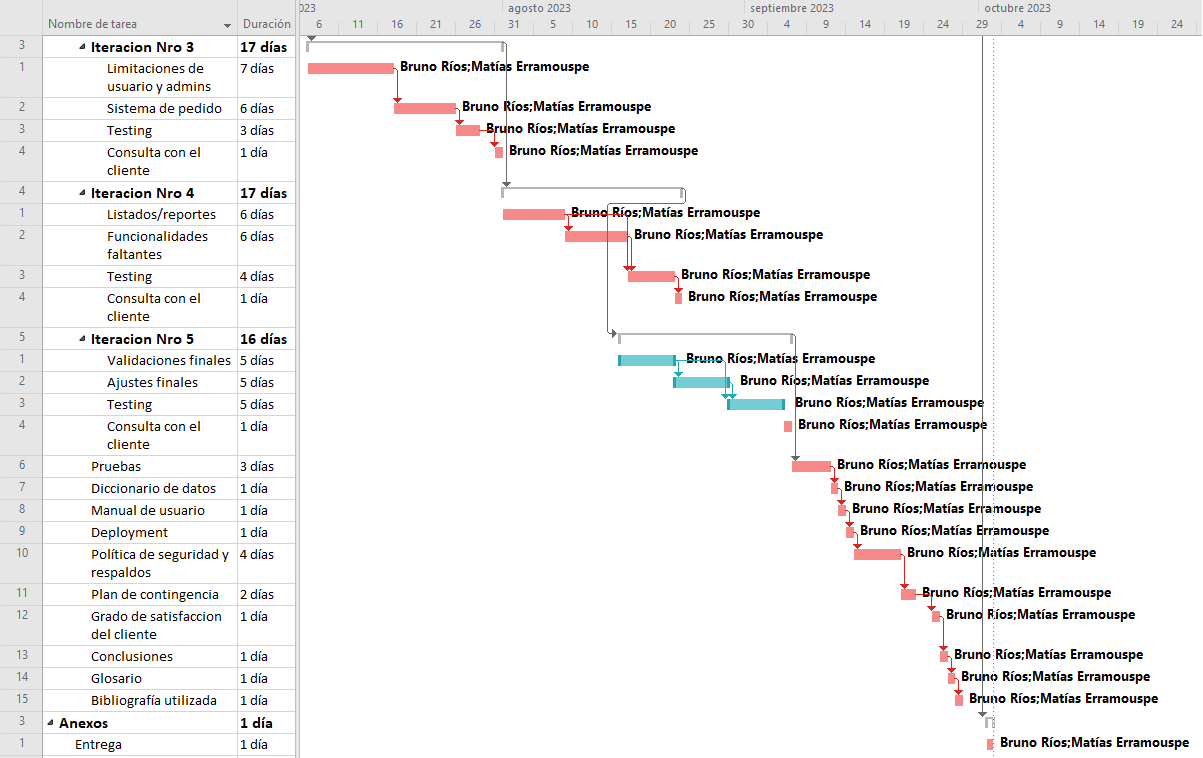 023 agosto 2023 septiembre 2023 octubre 2023
Nombre de tarea Duración 6 11 16 21 26 31 5 10 15 20 25 30 4 9 14 19 24 29 4 9 14 19 24
3 Iteracion Nro 3 17 días
1 Limitaciones de usuario y admins 7 días Bruno Ríos;Matías Erramouspe
2 Sistema de pedido 6 días Bruno Ríos;Matías Erramouspe
3 Testing 3 días Bruno Ríos;Matías Erramouspe
4 Consulta con el cliente 1 día Bruno Ríos;Matías Erramouspe
4 Iteracion Nro 4 17 días
1 Listados/reportes 6 días Bruno Ríos;Matías Erramouspe
2 Funcionalidades faltantes 6 días Bruno Ríos;Matías Erramouspe
3 Testing 4 días Bruno Ríos;Matías Erramouspe
4 Consulta con el cliente 1 día Bruno Ríos;Matías Erramouspe
5 Iteracion Nro 5 16 días
1 Validaciones finales 5 días Bruno Ríos;Matías Erramouspe
2 Ajustes finales 5 días Bruno Ríos;Matías Erramouspe
3 Testing 5 días Bruno Ríos;Matías Erramouspe
4 Consulta con el cliente 1 día Bruno Ríos;Matías Erramouspe
6 Pruebas 3 días Bruno Ríos;Matías Erramouspe
7 Diccionario de datos 1 día Bruno Ríos;Matías Erramouspe
8 Manual de usuario 1 día Bruno Ríos;Matías Erramouspe
9 Deployment 1 día Bruno Ríos;Matías Erramouspe
10 Política de seguridad y respaldos 4 días Bruno Ríos;Matías Erramouspe
11 Plan de contingencia 2 días Bruno Ríos;Matías Erramouspe
12 Grado de satisfaccion del cliente 1 día Bruno Ríos;Matías Erramouspe
13 Conclusiones 1 día Bruno Ríos;Matías Erramouspe
14 Glosario 1 día Bruno Ríos;Matías Erramouspe
15 Bibliografía utilizada 1 día Bruno Ríos;Matías Erramouspe
3 Anexos 1 día
1 Entrega 1 día Bruno Ríos;Matías Erramouspe